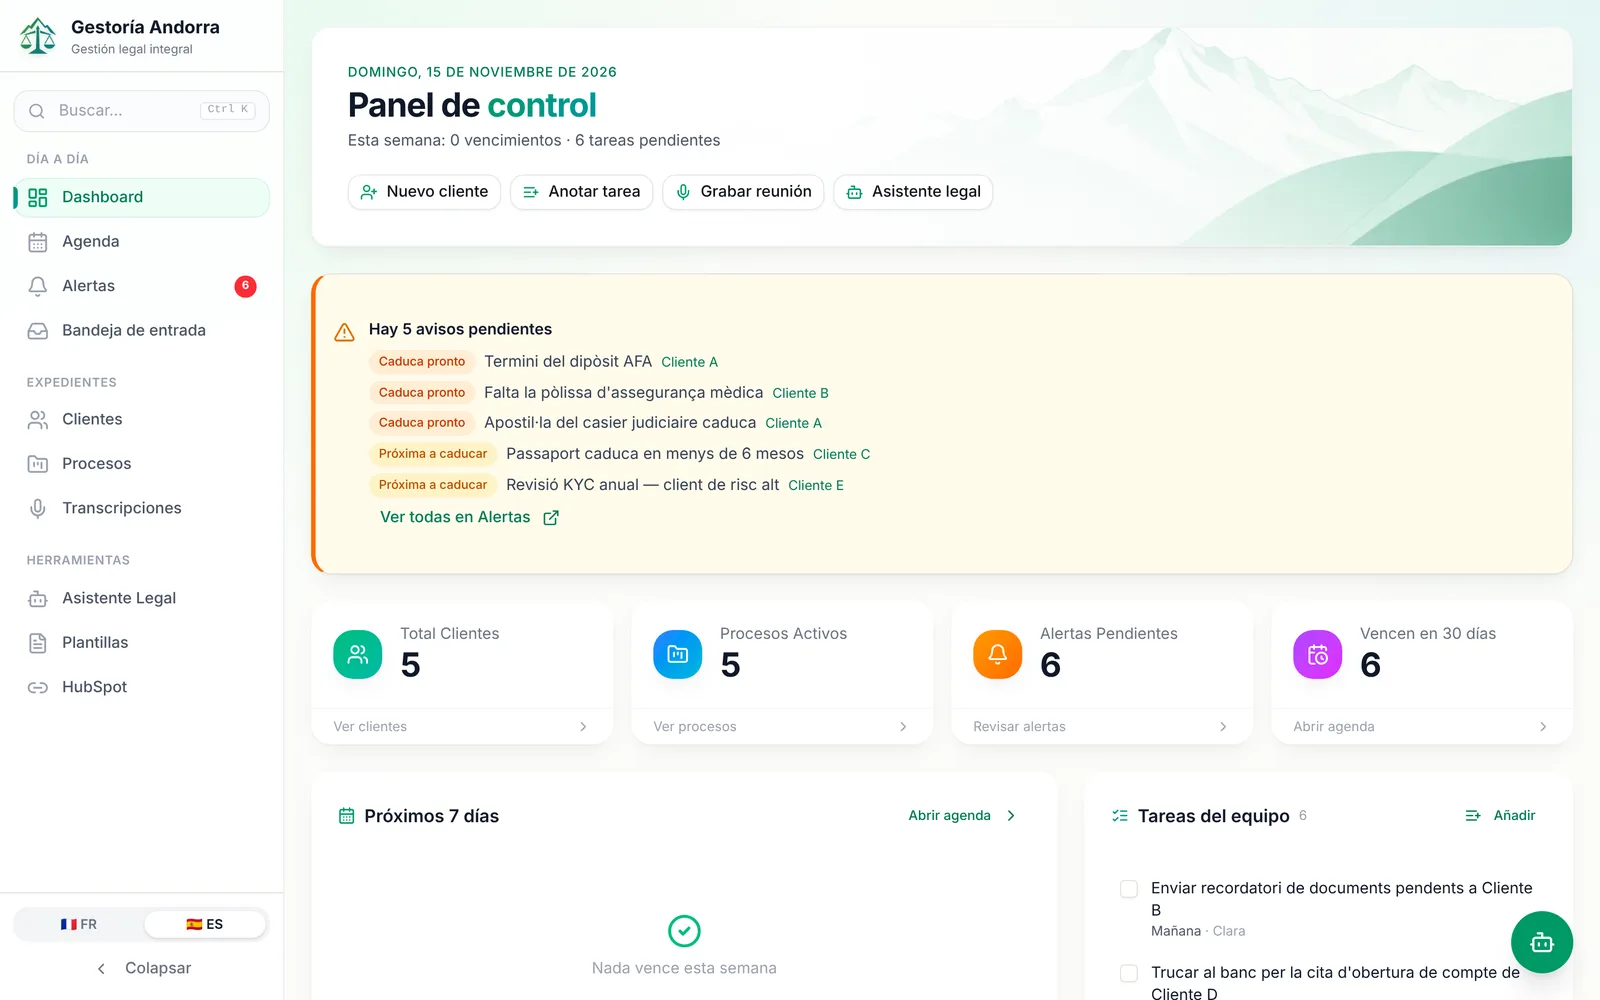 Gestoría Andorra
Gestión legal integral
Buscar...
Ctrl K
DÍA A DÍA
Dashboard
Agenda
Alertas
6
Bandeja de entrada
EXPEDIENTES
Clientes
Procesos
Transcripciones
HERRAMIENTAS
Asistente Legal
Plantillas
HubSpot
🇫🇷 FR
🇪🇸 ES
Colapsar
DOMINGO, 15 DE NOVIEMBRE DE 2026
Panel de control
Esta semana: 0 vencimientos · 6 tareas pendientes
Nuevo cliente
Anotar tarea
Grabar reunión
Asistente legal
Hay 5 avisos pendientes
Caduca pronto Termini del dipòsit AFA Cliente A
Caduca pronto Falta la pòlissa d'assegurança mèdica Cliente B
Caduca pronto Apostil·la del casier judiciaire caduca Cliente A
Próxima a caducar Passaport caduca en menys de 6 mesos Cliente C
Próxima a caducar Revisió KYC anual — client de risc alt Cliente E
Ver todas en Alertas
Total Clientes
5
Ver clientes
Procesos Activos
5
Ver procesos
Alertas Pendientes
6
Revisar alertas
Vencen en 30 días
6
Abrir agenda
Próximos 7 días
Abrir agenda
Nada vence esta semana
Tareas del equipo 6
Añadir
Enviar recordatori de documents pendents a Cliente
B
Mañana · Clara
Trucar al banc per la cita d'obertura de compte de
Cliente D